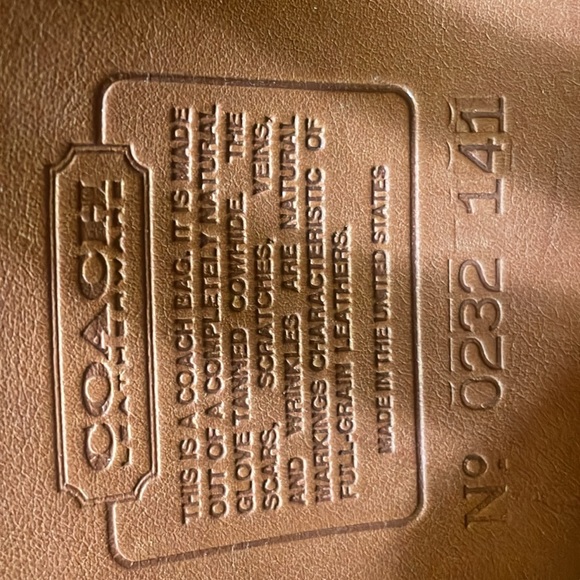 COACH
LEATHERWARE
THIS IS A COACH BAG. IT IS MADE
OUT OF A COMPLETELY NATURAL
GLOVE TANNED COWHIDE. THE
SCARS, SCRATCHES, VEINS,
AND WRINKLES ARE NATURAL
MARKINGS CHARACTERISTIC OF
FULL-GRAIN LEATHERS.
MADE IN THE UNITED STATES
Nº 0232 141